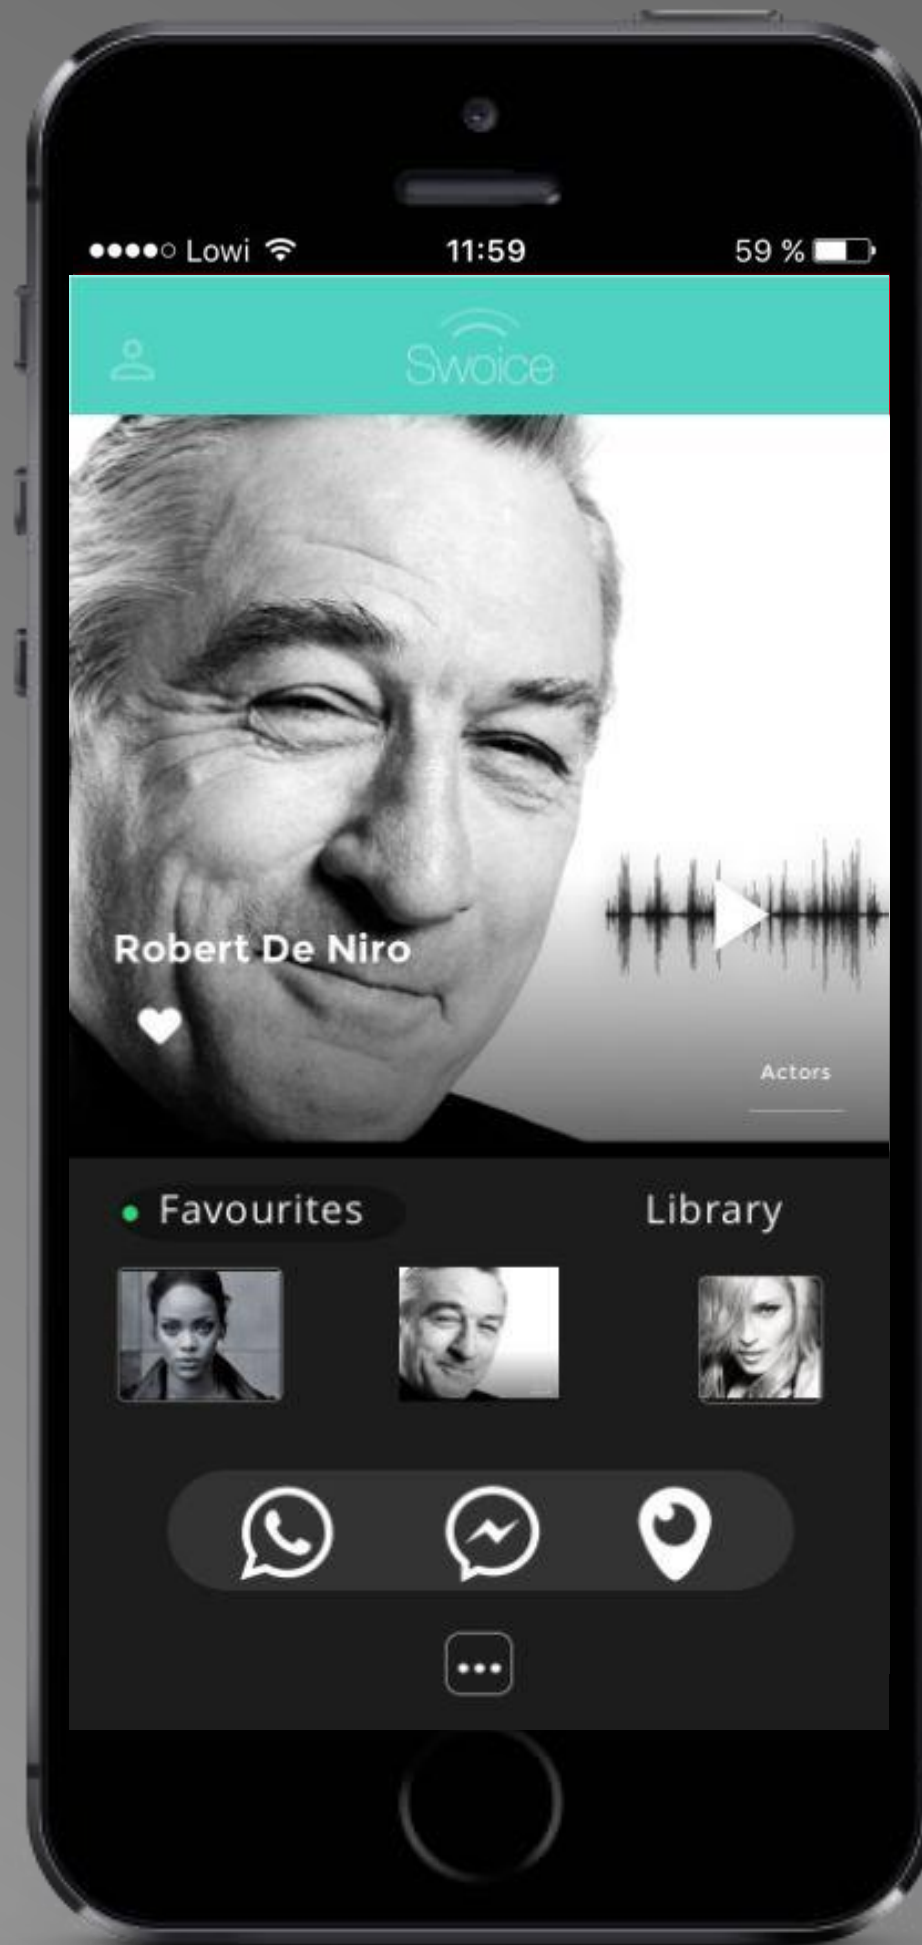 Lowi 11:59 59 %
Swoice
Robert De Niro
Actors
Favourites Library